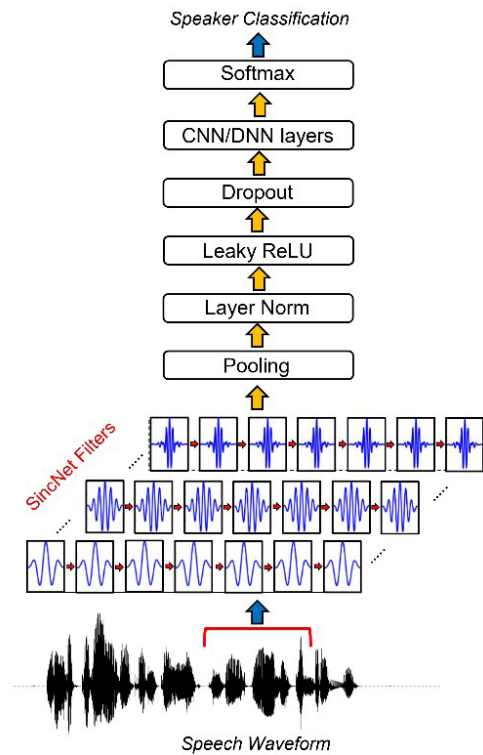 Speaker Classification
Softmax
CNN/DNN layers
Dropout
Leaky ReLU
Layer Norm
Pooling
SincNet Filters
Speech Waveform